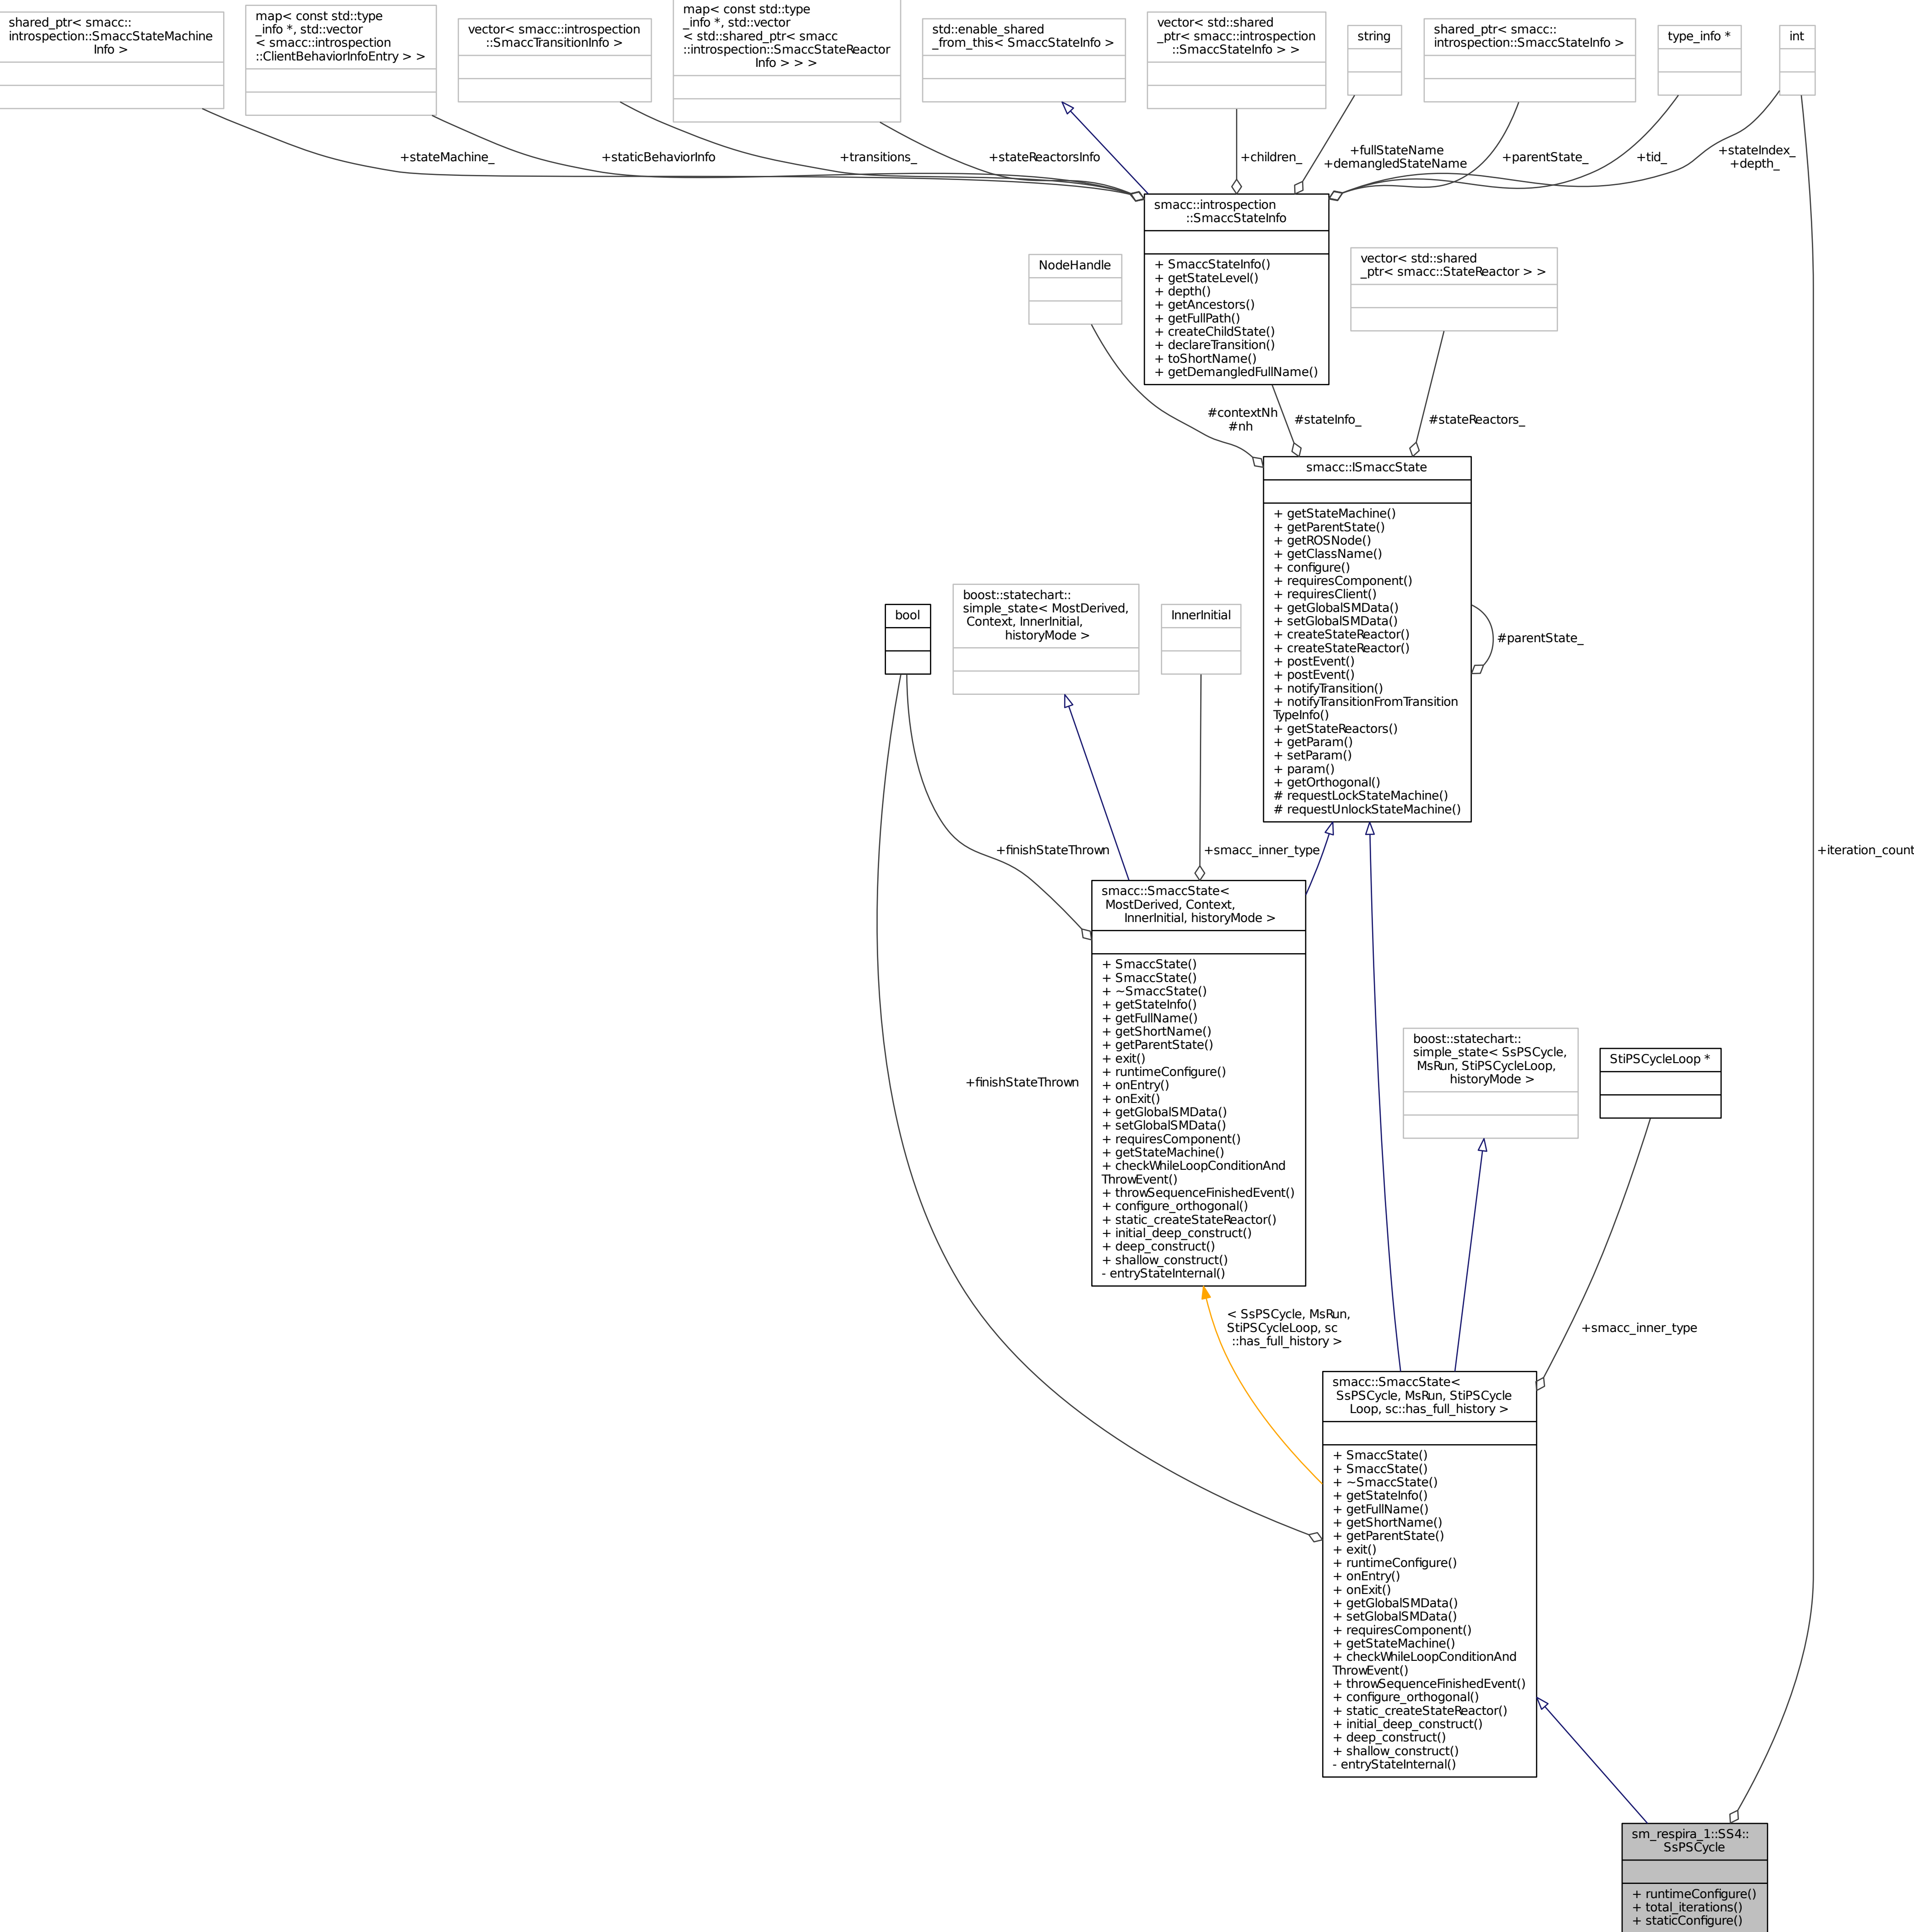 shared_ptr< smacc::
introspection::SmaccStateMachine
Info >
map< const std::type
_info *, std::vector
< smacc::introspection
::ClientBehaviorInfoEntry > >
vector< smacc::introspection
::SmaccTransitionInfo >
map< const std::type
_info *, std::vector
< std::shared_ptr< smacc
::introspection::SmaccStateReactor
Info > > >
std::enable_shared
_from_this< SmaccStateInfo >
vector< std::shared
_ptr< smacc::introspection
::SmaccStateInfo > >
string
shared_ptr< smacc::
introspection::SmaccStateInfo >
type_info *
int
+stateMachine_
+staticBehaviorInfo
+transitions_
+stateReactorsInfo
+children_
+fullStateName
+demangledStateName
+parentState_
+tid_
+stateIndex_
+depth_
smacc::introspection
::SmaccStateInfo
+ SmaccStateInfo()
+ getStateLevel()
+ depth()
+ getAncestors()
+ getFullPath()
+ createChildState()
+ declareTransition()
+ toShortName()
+ getDemangledFullName()
NodeHandle
vector< std::shared
_ptr< smacc::StateReactor > >
#contextNh
#nh
#stateInfo_
#stateReactors_
smacc::ISmaccState
+ getStateMachine()
+ getParentState()
+ getROSNode()
+ getClassName()
+ configure()
+ requiresComponent()
+ requiresClient()
+ getGlobalSMData()
+ setGlobalSMData()
+ createStateReactor()
+ createStateReactor()
+ postEvent()
+ postEvent()
+ notifyTransition()
+ notifyTransitionFromTransition
TypeInfo()
+ getStateReactors()
+ getParam()
+ setParam()
+ param()
+ getOrthogonal()
# requestLockStateMachine()
# requestUnlockStateMachine()
#parentState_
bool
boost::statechart::
simple_state< MostDerived,
Context, InnerInitial,
historyMode >
InnerInitial
+finishStateThrown
+smacc_inner_type
+iteration_count
smacc::SmaccState<
MostDerived, Context,
InnerInitial, historyMode >
+ SmaccState()
+ SmaccState()
+ ~SmaccState()
+ getStateInfo()
+ getFullName()
+ getShortName()
+ getParentState()
+ exit()
+ runtimeConfigure()
+ onEntry()
+ onExit()
+ getGlobalSMData()
+ setGlobalSMData()
+ requiresComponent()
+ getStateMachine()
+ checkWhileLoopConditionAnd
ThrowEvent()
+ throwSequenceFinishedEvent()
+ configure_orthogonal()
+ static_createStateReactor()
+ initial_deep_construct()
+ deep_construct()
+ shallow_construct()
- entryStateInternal()
+finishStateThrown
boost::statechart::
simple_state< SsPSCycle,
MsRun, StiPSCycleLoop,
historyMode >
StiPSCycleLoop *
< SsPSCycle, MsRun,
StiPSCycleLoop, sc
::has_full_history >
+smacc_inner_type
smacc::SmaccState<
SsPSCycle, MsRun, StiPSCycle
Loop, sc::has_full_history >
+ SmaccState()
+ SmaccState()
+ ~SmaccState()
+ getStateInfo()
+ getFullName()
+ getShortName()
+ getParentState()
+ exit()
+ runtimeConfigure()
+ onEntry()
+ onExit()
+ getGlobalSMData()
+ setGlobalSMData()
+ requiresComponent()
+ getStateMachine()
+ checkWhileLoopConditionAnd
ThrowEvent()
+ throwSequenceFinishedEvent()
+ configure_orthogonal()
+ static_createStateReactor()
+ initial_deep_construct()
+ deep_construct()
+ shallow_construct()
- entryStateInternal()
sm_respira_1::SS4::
SsPSCycle
+ runtimeConfigure()
+ total_iterations()
+ staticConfigure()